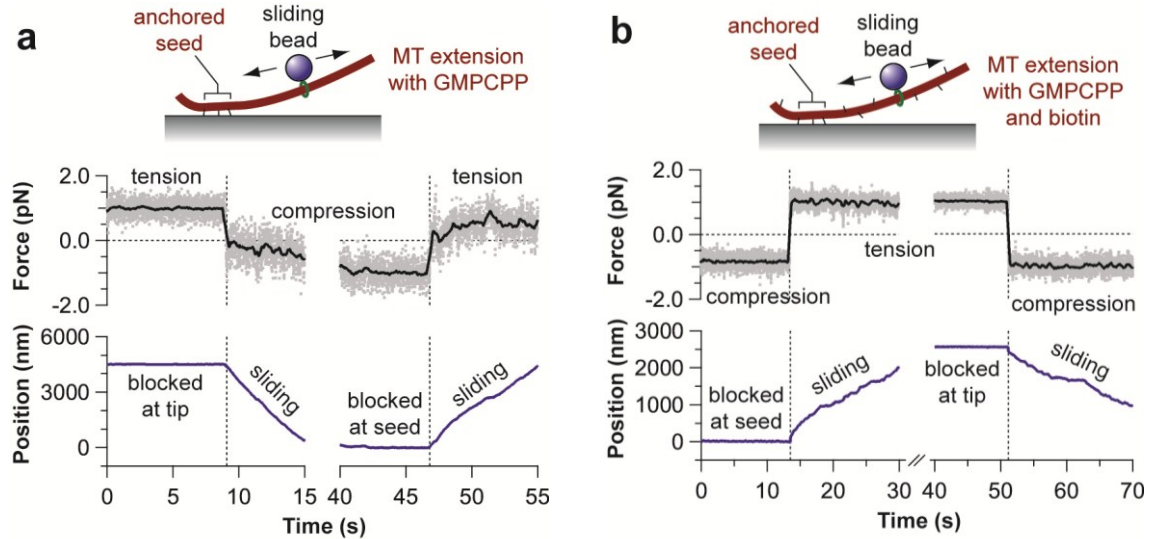 a
anchored
seed
sliding
bead
MT extension
with GMPCPP
tension
compression
tension
Force (pN)
2.0
0.0
-2.0
Position (nm)
6000
3000
0
blocked
at tip
sliding
blocked
at seed
sliding
0 5 10 15 40 45 50 55
Time (s)
b
anchored
seed
sliding
bead
MT extension
with GMPCPP
and biotin
Force (pN)
2.0
0.0
-1.0
-2.0
compression
tension
compression
Position (nm)
3000
2000
1000
0
blocked
at seed
sliding
blocked
at tip
sliding
0 10 20 30 40 50 60 70
Time (s)